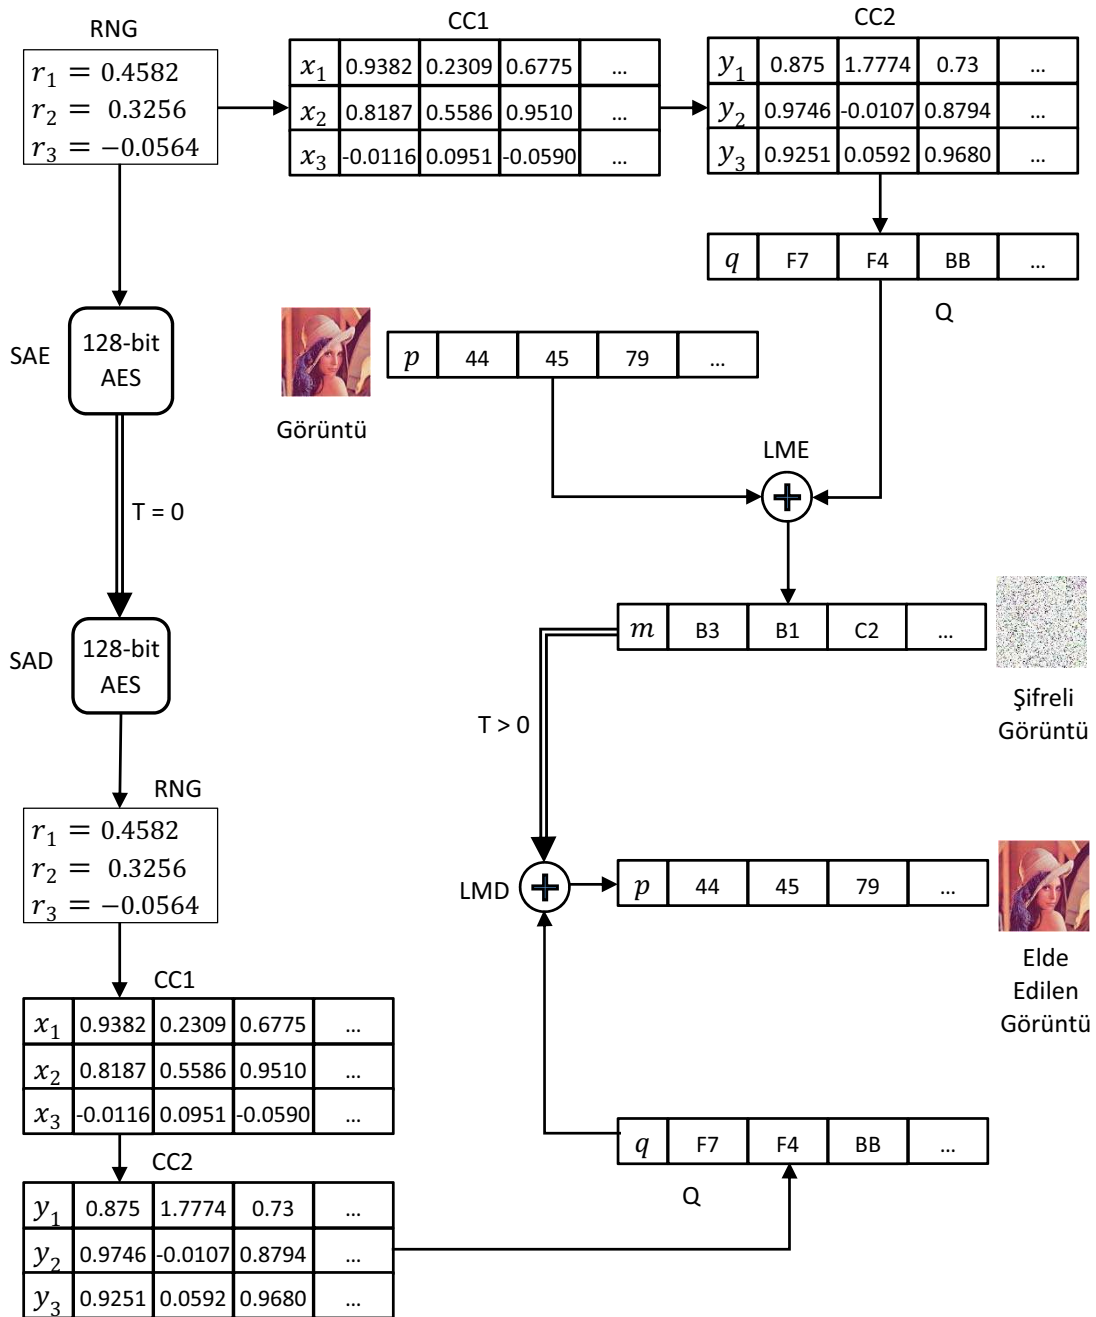 RNG
r₁ = 0.4582
r₂ = 0.3256
r₃ = −0.0564
CC1
x₁ 0.9382 0.2309 0.6775 ...
x₂ 0.8187 0.5586 0.9510 ...
x₃ -0.0116 0.0951 -0.0590 ...
CC2
y₁ 0.875 1.7774 0.73 ...
y₂ 0.9746 -0.0107 0.8794 ...
y₃ 0.9251 0.0592 0.9680 ...
q F7 F4 BB ...
Q
SAE
128-bit
AES
Görüntü
p 44 45 79 ...
LME
T = 0
SAD
128-bit
AES
m B3 B1 C2 ...
Şifreli
Görüntü
T > 0
RNG
r₁ = 0.4582
r₂ = 0.3256
r₃ = −0.0564
LMD
p 44 45 79 ...
Elde
Edilen
Görüntü
CC1
x₁ 0.9382 0.2309 0.6775 ...
x₂ 0.8187 0.5586 0.9510 ...
x₃ -0.0116 0.0951 -0.0590 ...
CC2
y₁ 0.875 1.7774 0.73 ...
y₂ 0.9746 -0.0107 0.8794 ...
y₃ 0.9251 0.0592 0.9680 ...
q F7 F4 BB ...
Q